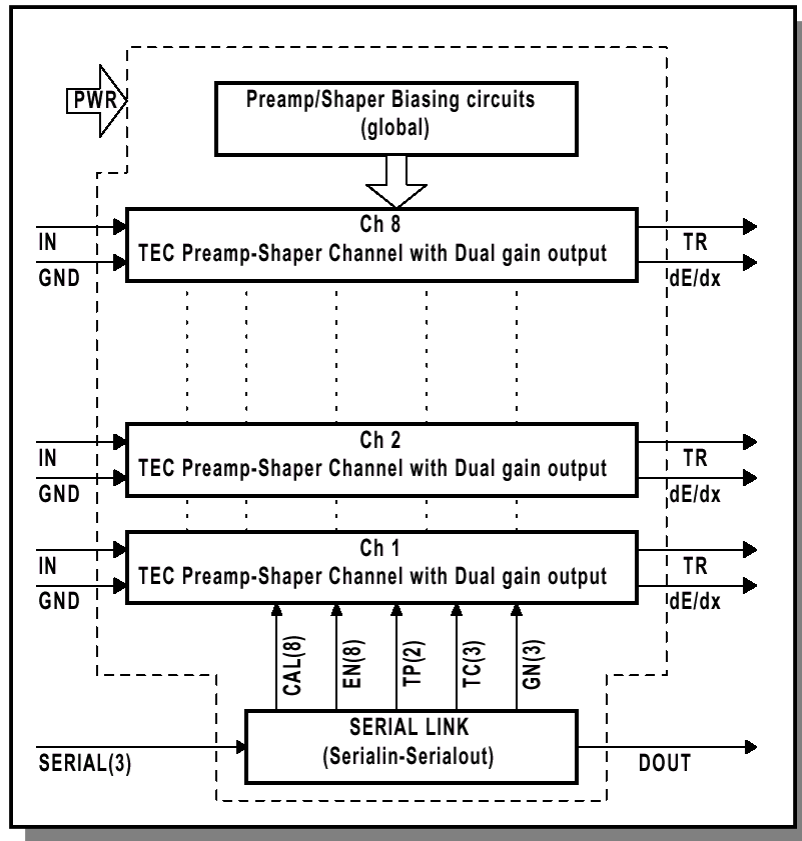 PWR
Preamp/Shaper Biasing circuits
(global)
Ch 8
TEC Preamp-Shaper Channel with Dual gain output
IN
GND
TR
dE/dx
Ch 2
TEC Preamp-Shaper Channel with Dual gain output
IN
GND
TR
dE/dx
Ch 1
TEC Preamp-Shaper Channel with Dual gain output
IN
GND
TR
dE/dx
CAL(8)
EN(8)
TP(2)
TC(3)
GN(3)
SERIAL LINK
(Serialin-Serialout)
SERIAL(3)
DOUT